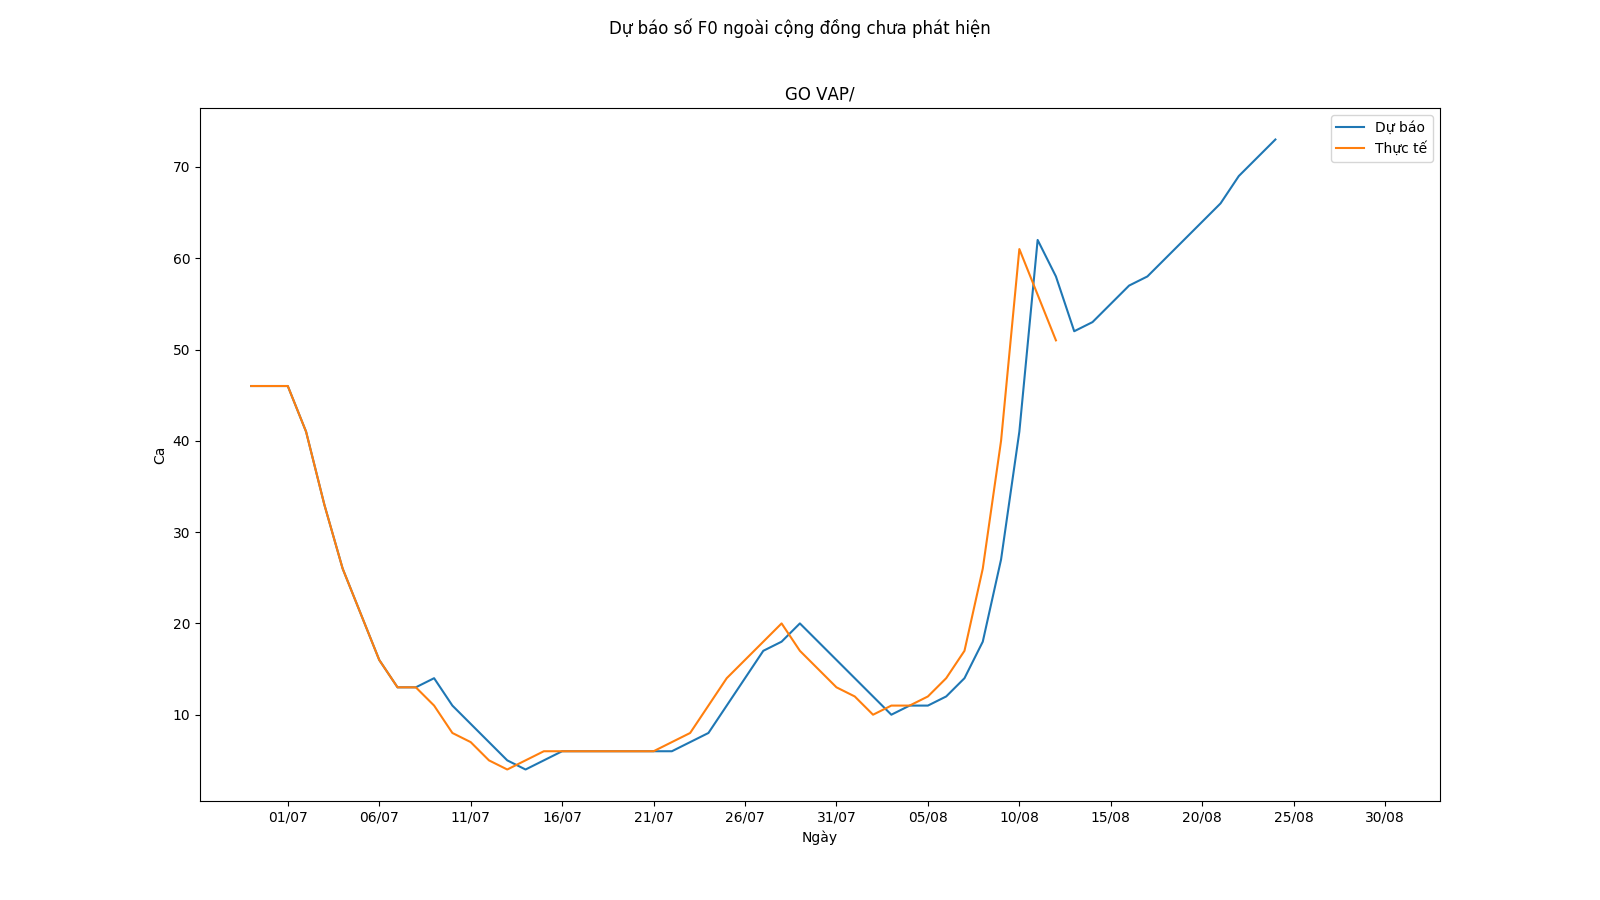 Dự báo số F0 ngoài cộng đồng chưa phát hiện
GO VAP/
Dự báo
Thực tế
70
60
50
40
30
20
10
Ca
01/07 06/07 11/07 16/07 21/07 26/07 31/07 05/08 10/08 15/08 20/08 25/08 30/08
Ngày